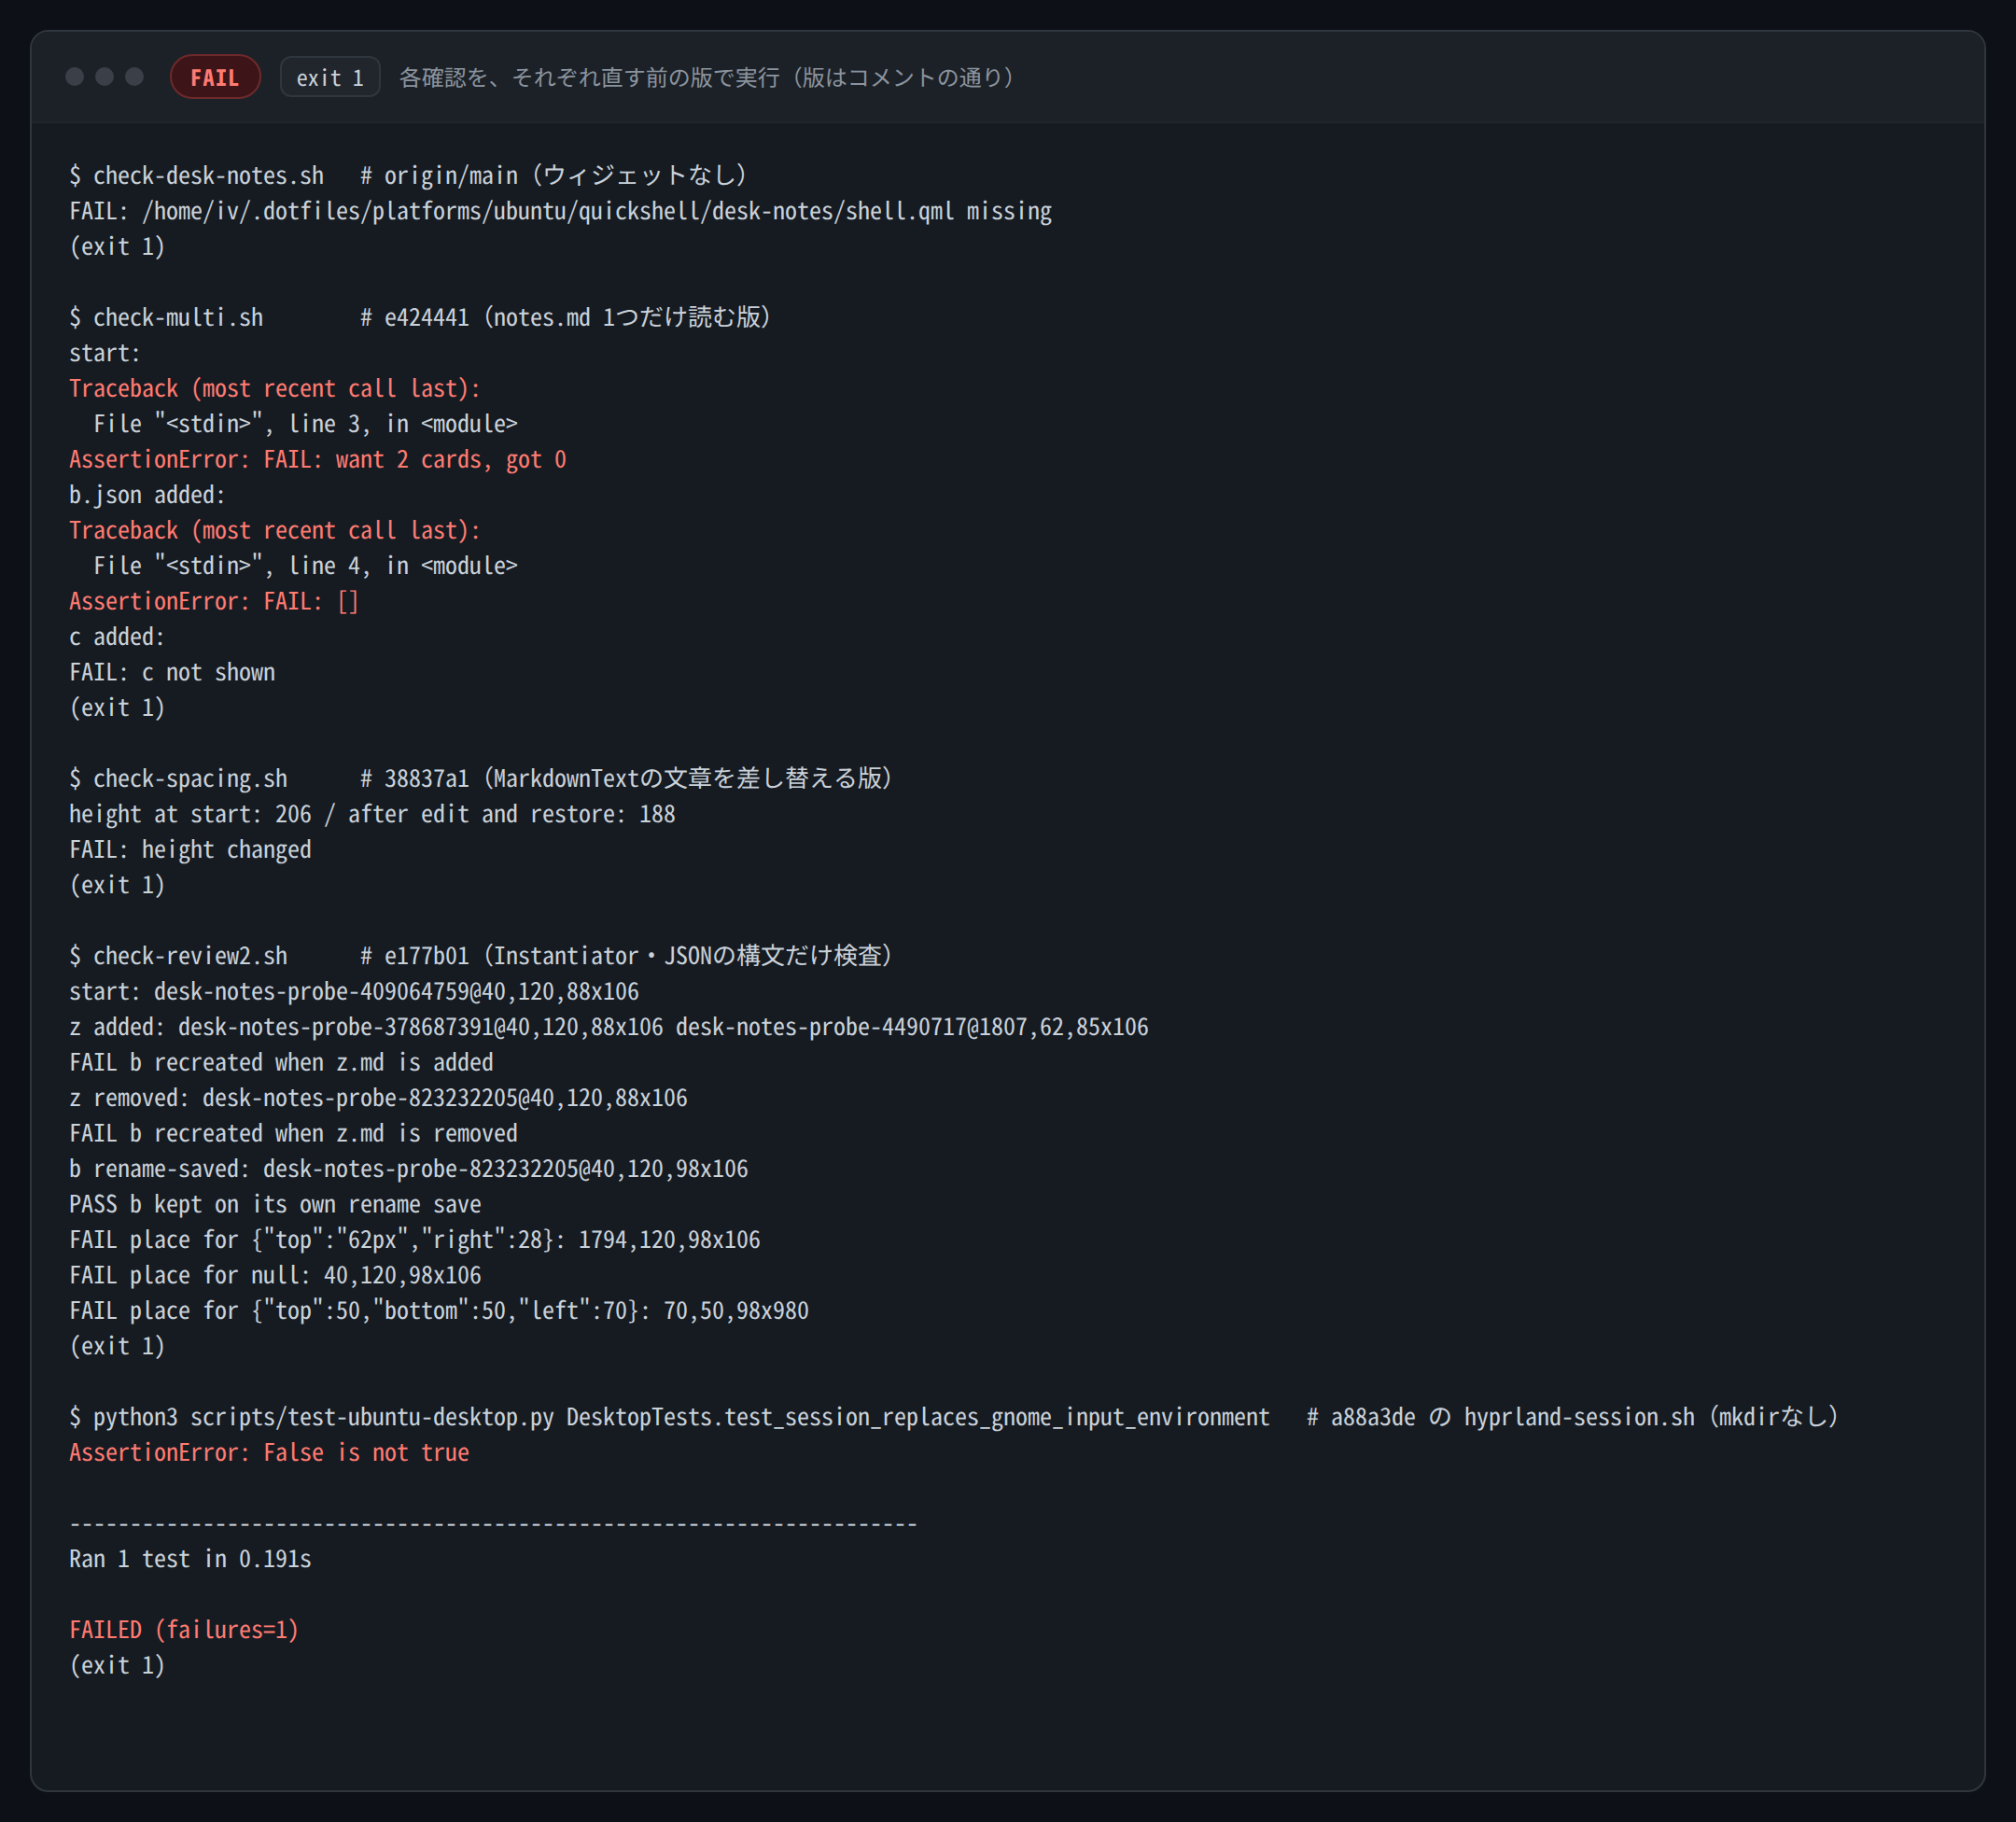 FAIL exit 1 各確認を、それぞれ直す前の版で実行（版はコメントの通り）
$ check-desk-notes.sh   # origin/main（ウィジェットなし）
FAIL: /home/iv/.dotfiles/platforms/ubuntu/quickshell/desk-notes/shell.qml missing
(exit 1)
$ check-multi.sh        # e424441（notes.md 1つだけ読む版）
start:
Traceback (most recent call last):
  File "<stdin>", line 3, in <module>
AssertionError: FAIL: want 2 cards, got 0
b.json added:
Traceback (most recent call last):
  File "<stdin>", line 4, in <module>
AssertionError: FAIL: []
c added:
FAIL: c not shown
(exit 1)
$ check-spacing.sh      # 38837a1（MarkdownTextの文章を差し替える版）
height at start: 206 / after edit and restore: 188
FAIL: height changed
(exit 1)
$ check-review2.sh      # e177b01（Instantiator・JSONの構文だけ検査）
start: desk-notes-probe-409064759@40,120,88x106
z added: desk-notes-probe-378687391@40,120,88x106 desk-notes-probe-4490717@1807,62,85x106
FAIL b recreated when z.md is added
z removed: desk-notes-probe-823232205@40,120,88x106
FAIL b recreated when z.md is removed
b rename-saved: desk-notes-probe-823232205@40,120,98x106
PASS b kept on its own rename save
FAIL place for {"top":"62px","right":28}: 1794,120,98x106
FAIL place for null: 40,120,98x106
FAIL place for {"top":50,"bottom":50,"left":70}: 70,50,98x980
(exit 1)
$ python3 scripts/test-ubuntu-desktop.py DesktopTests.test_session_replaces_gnome_input_environment   # a88a3de の hyprland-session.sh（mkdirなし）
AssertionError: False is not true
----------------------------------------------------------------------
Ran 1 test in 0.191s
FAILED (failures=1)
(exit 1)